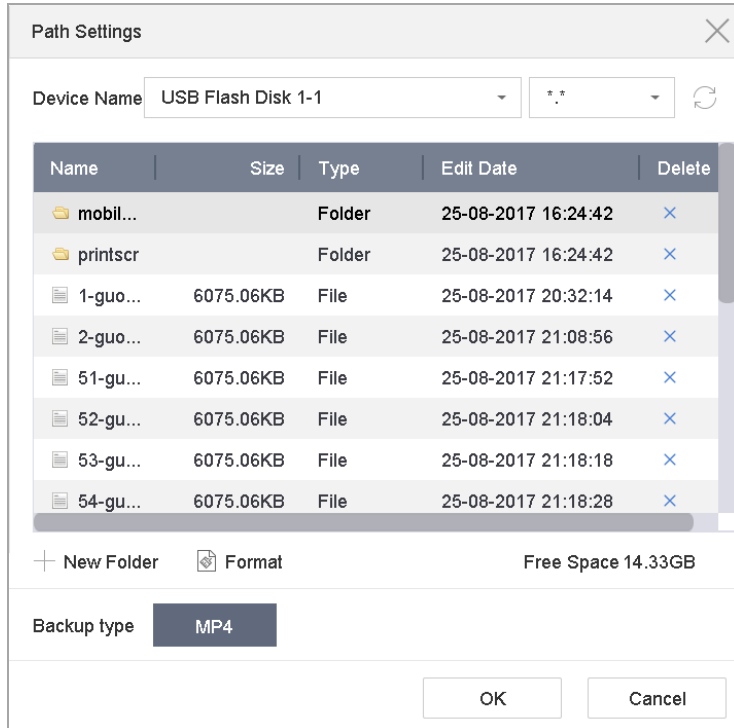 Path Settings
Device Name USB Flash Disk 1-1 *.*
Name Size Type Edit Date Delete
mobil... Folder 25-08-2017 16:24:42
printscr Folder 25-08-2017 16:24:42
1-guo... 6075.06KB File 25-08-2017 20:32:14
2-guo... 6075.06KB File 25-08-2017 21:08:56
51-gu... 6075.06KB File 25-08-2017 21:17:52
52-gu... 6075.06KB File 25-08-2017 21:18:04
53-gu... 6075.06KB File 25-08-2017 21:18:18
54-gu... 6075.06KB File 25-08-2017 21:18:28
New Folder Format Free Space 14.33GB
Backup type MP4
OK Cancel